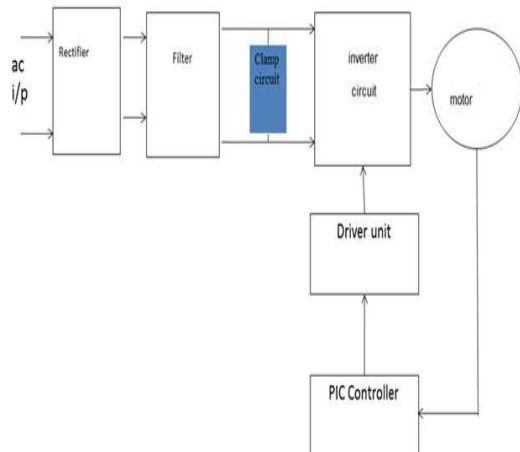 ac
i/p
Rectifier
Filter
Clamp
circuit
inverter
circuit
motor
Driver unit
PIC Controller